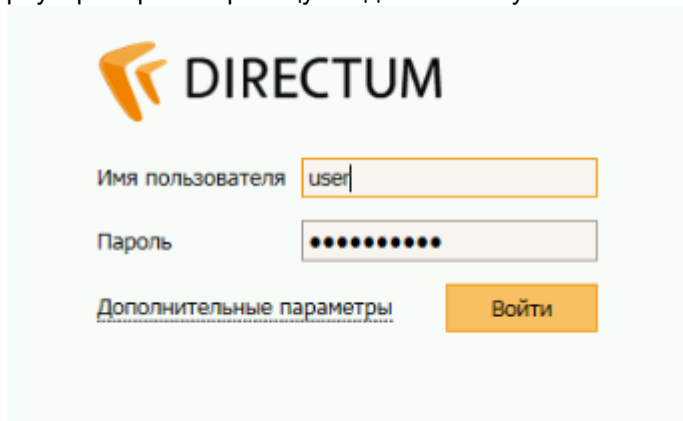 DIRECTUM
Имя пользователя user
Пароль ••••••••••
Дополнительные параметры Войти